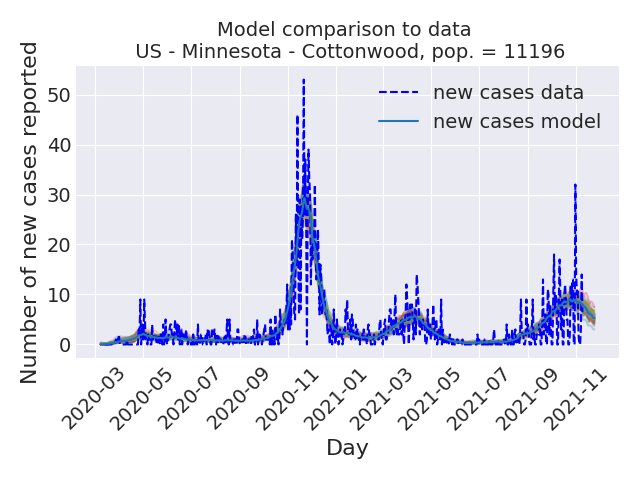 Model comparison to data
US - Minnesota - Cottonwood, pop. = 11196
Number of new cases reported
50
40
30
20
10
0
new cases data
new cases model
2020-03
2020-05
2020-07
2020-09
2020-11
2021-01
2021-03
2021-05
2021-07
2021-09
2021-11
Day